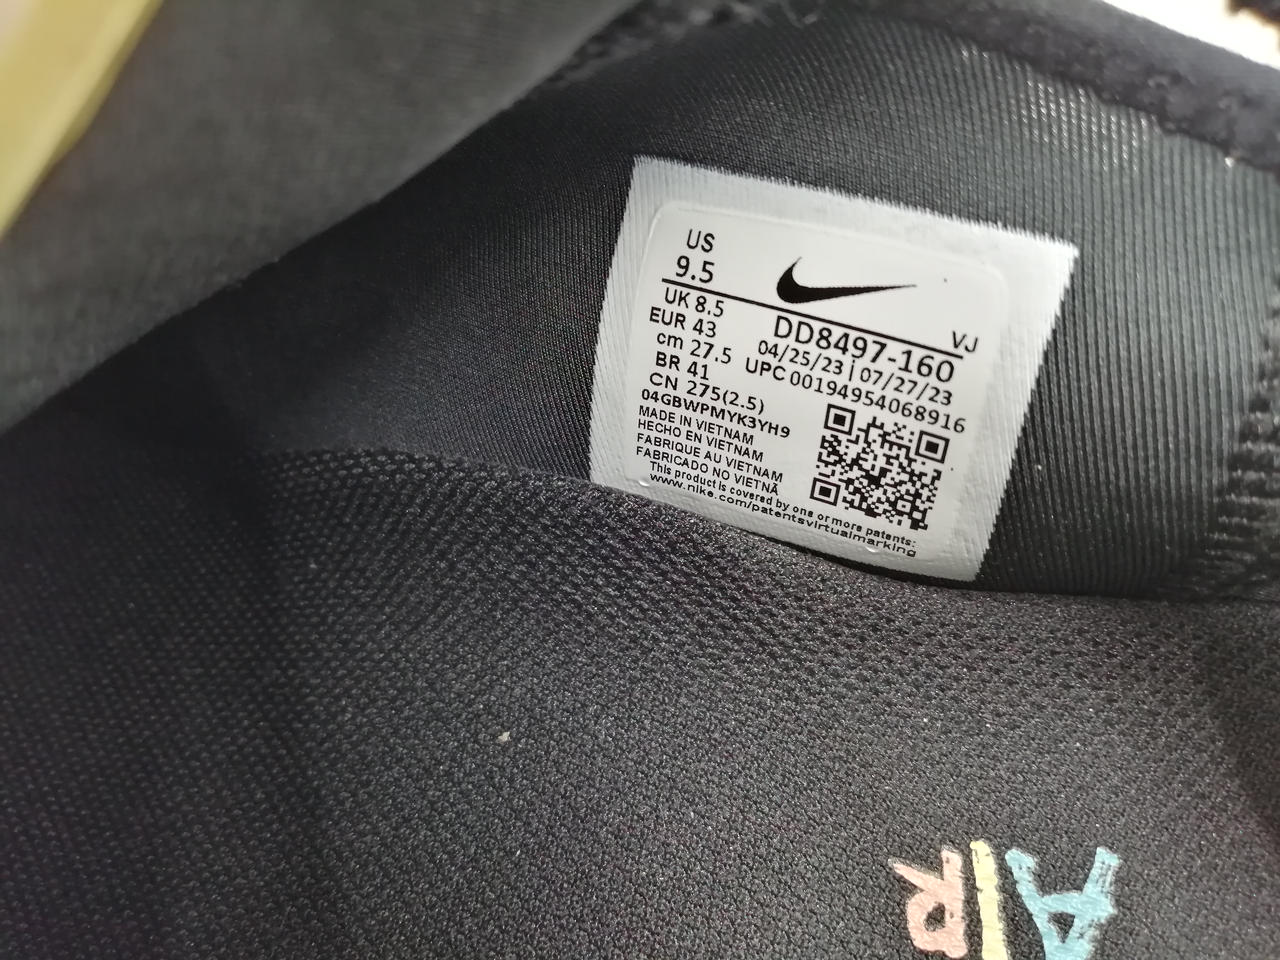 US
9.5
UK 8.5
EUR 43
cm 27.5
BR 41
CN 275(2.5)
VJ
DD8497-160
04/25/23 | 07/27/23
UPC 00194954068916
04GBWPMYK3YH9
MADE IN VIETNAM
HECHO EN VIETNAM
FABRIQUE AU VIETNAM
FABRICADO NO VIETNÃ
This product is covered by one or more patents:
www.nike.com/patentsvirtualmarking
AIR